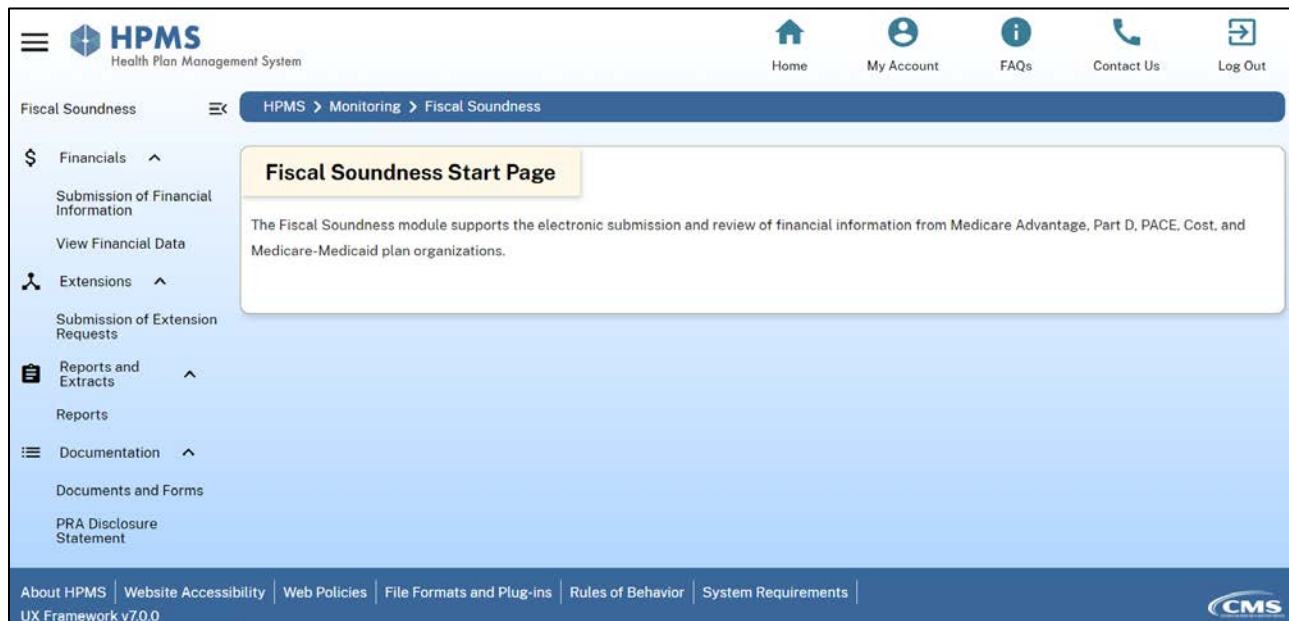 HPMS
Health Plan Management System
Home
My Account
FAQs
Contact Us
Log Out
Fiscal Soundness
HPMS > Monitoring > Fiscal Soundness
$ Financials
Submission of Financial
Information
View Financial Data
Extensions
Submission of Extension
Requests
Reports and
Extracts
Reports
Documentation
Documents and Forms
PRA Disclosure
Statement
Fiscal Soundness Start Page
The Fiscal Soundness module supports the electronic submission and review of financial information from Medicare Advantage, Part D, PACE, Cost, and
Medicare-Medicaid plan organizations.
About HPMS | Website Accessibility | Web Policies | File Formats and Plug-ins | Rules of Behavior | System Requirements |
UX Framework v7.0.0
CMS